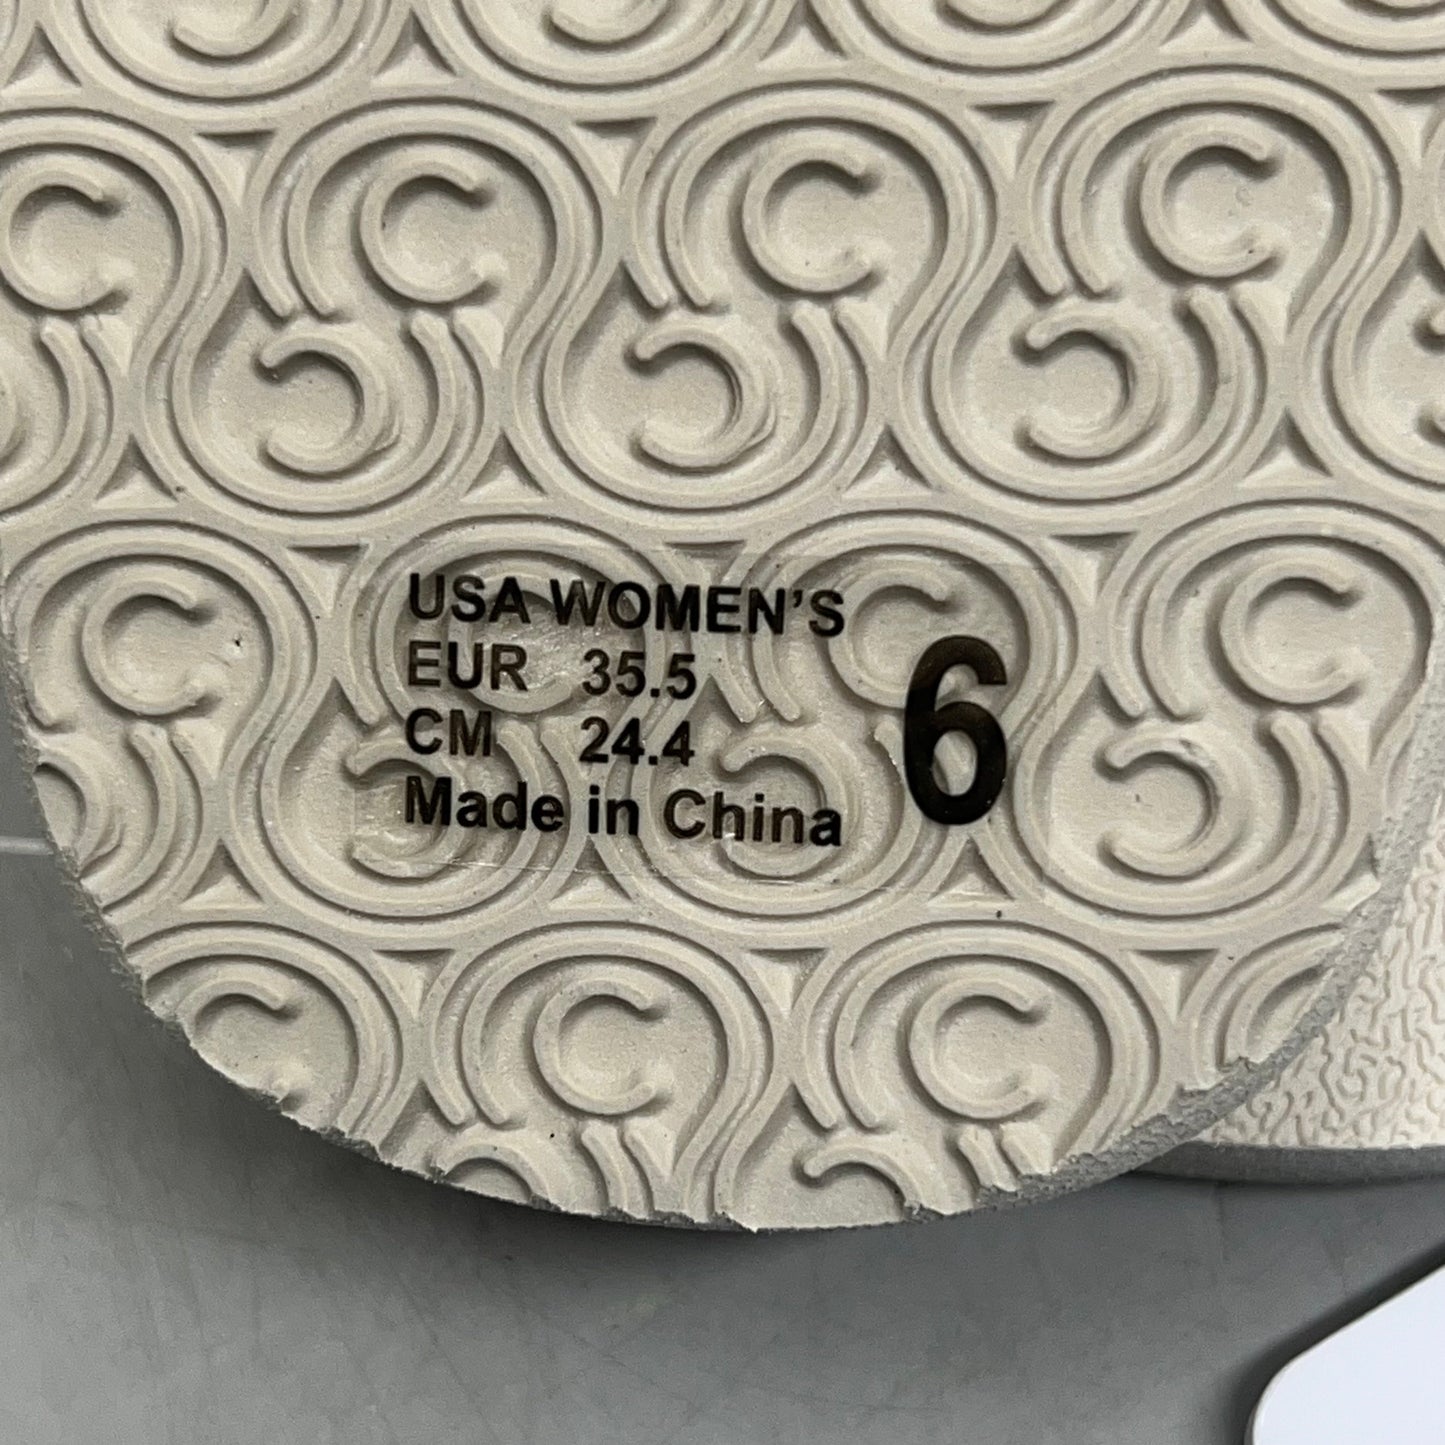 USA WOMEN'S
EUR 35.5
CM 24.4
Made in China
6